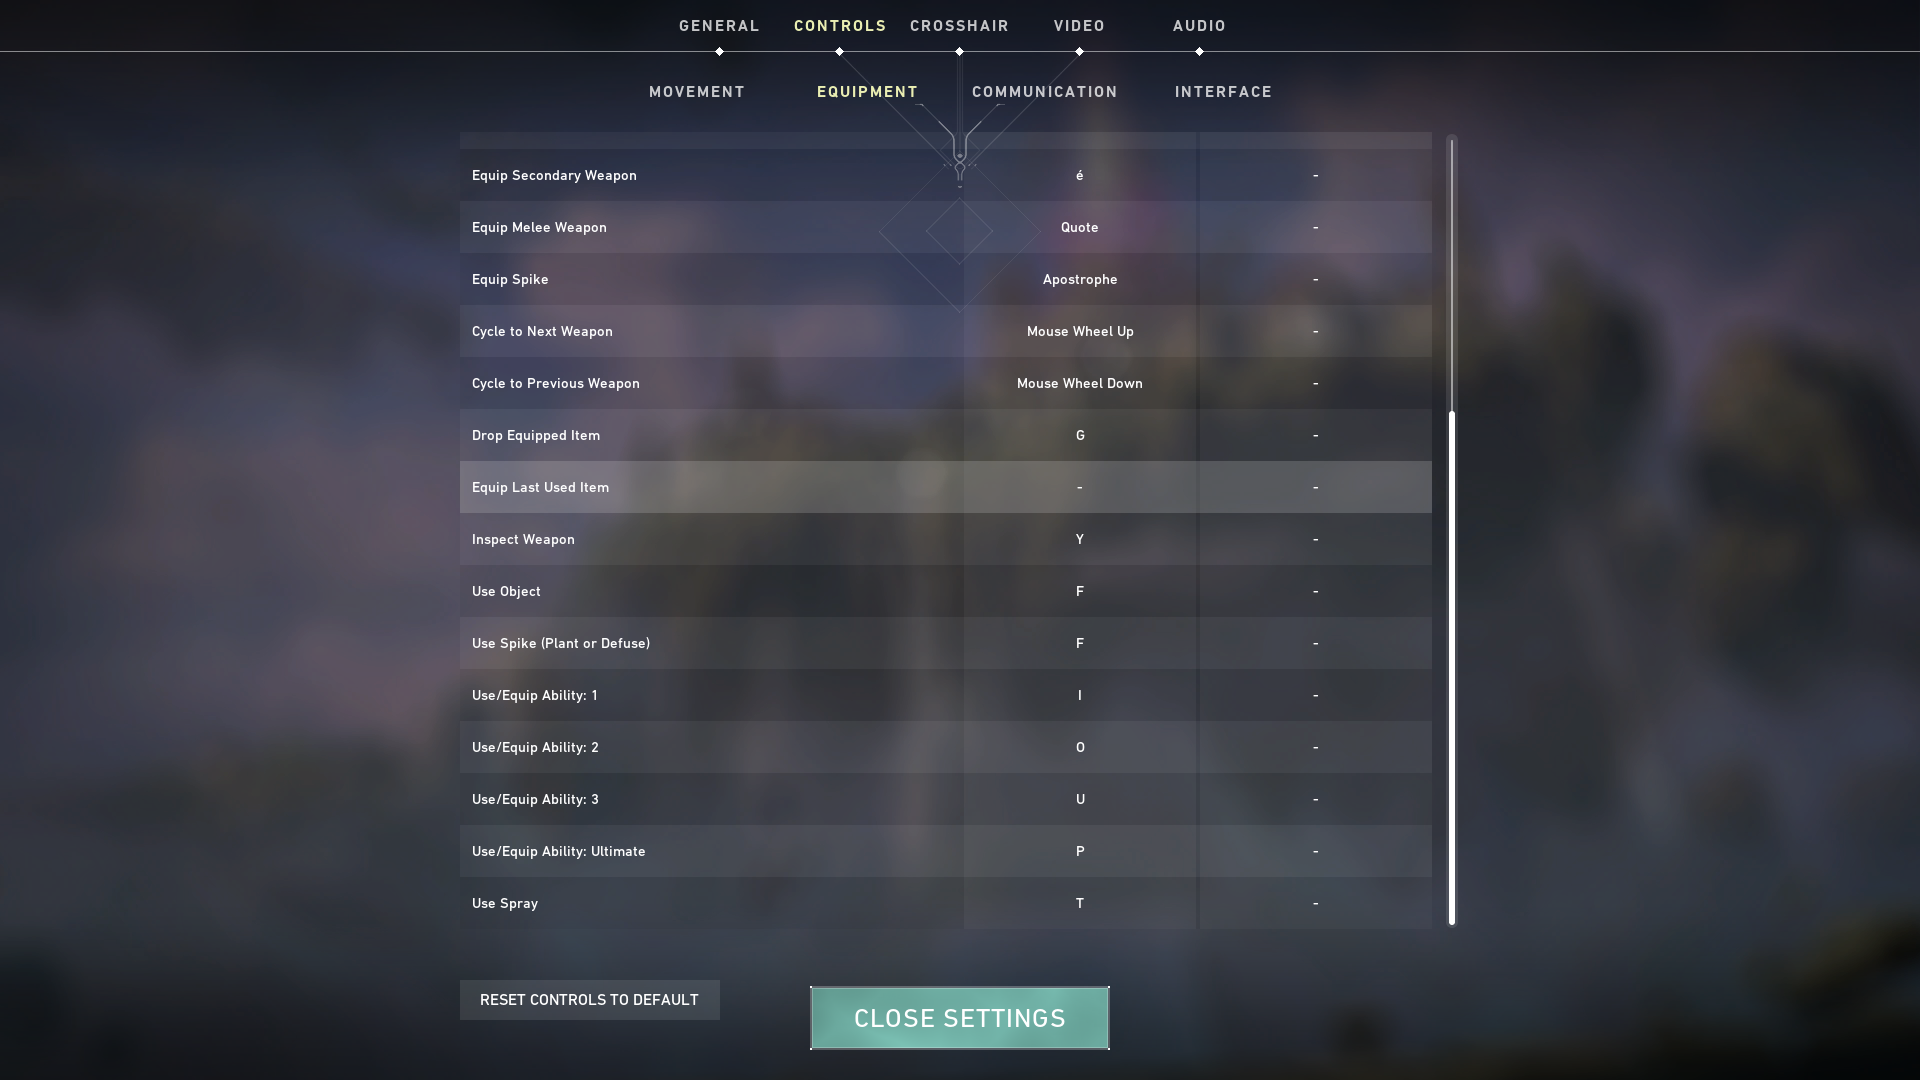 GENERAL CONTROLS CROSSHAIR VIDEO AUDIO
MOVEMENT EQUIPMENT COMMUNICATION INTERFACE
Equip Secondary Weapon é -
Equip Melee Weapon Quote -
Equip Spike Apostrophe -
Cycle to Next Weapon Mouse Wheel Up -
Cycle to Previous Weapon Mouse Wheel Down -
Drop Equipped Item G -
Equip Last Used Item - -
Inspect Weapon Y -
Use Object F -
Use Spike (Plant or Defuse) F -
Use/Equip Ability: 1 I -
Use/Equip Ability: 2 O -
Use/Equip Ability: 3 U -
Use/Equip Ability: Ultimate P -
Use Spray T -
RESET CONTROLS TO DEFAULT
CLOSE SETTINGS